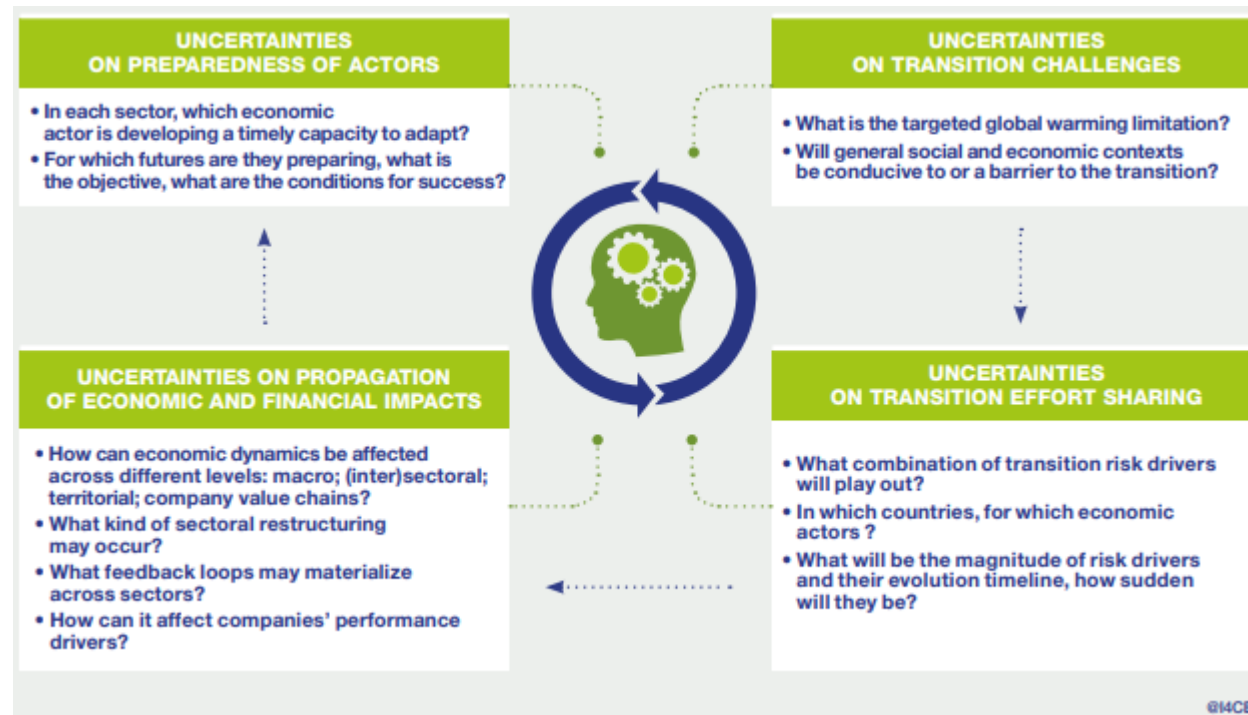 UNCERTAINTIES
ON PREPAREDNESS OF ACTORS
• In each sector, which economic
actor is developing a timely capacity to adapt?
• For which futures are they preparing, what is
the objective, what are the conditions for success?
UNCERTAINTIES
ON TRANSITION CHALLENGES
• What is the targeted global warming limitation?
• Will general social and economic contexts
be conducive to or a barrier to the transition?
UNCERTAINTIES ON PROPAGATION
OF ECONOMIC AND FINANCIAL IMPACTS
• How can economic dynamics be affected
across different levels: macro; (inter)sectoral;
territorial; company value chains?
• What kind of sectoral restructuring
may occur?
• What feedback loops may materialize
across sectors?
• How can it affect companies’ performance
drivers?
UNCERTAINTIES
ON TRANSITION EFFORT SHARING
• What combination of transition risk drivers
will play out?
• In which countries, for which economic
actors ?
• What will be the magnitude of risk drivers
and their evolution timeline, how sudden
will they be?
@I4CE